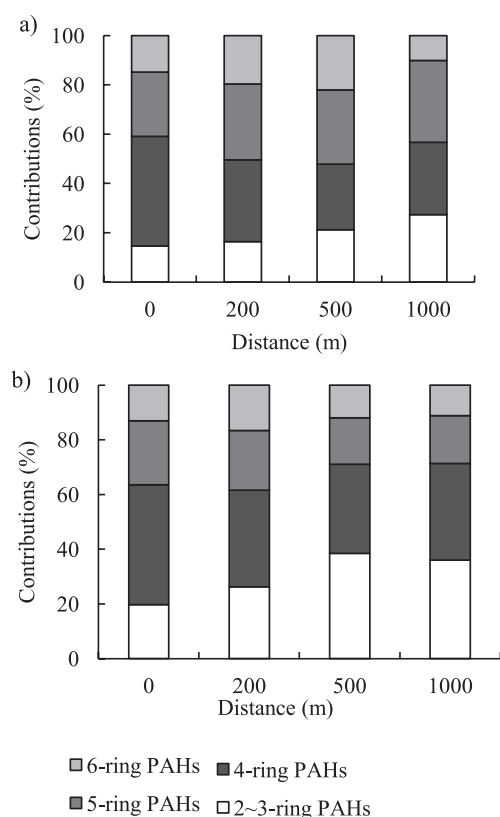 a)
100
80
60
40
20
0
Contributions (%)
0 200 500 1000
Distance (m)
b)
100
80
60
40
20
0
Contributions (%)
0 200 500 1000
Distance (m)
6-ring PAHs 4-ring PAHs
5-ring PAHs 2~3-ring PAHs